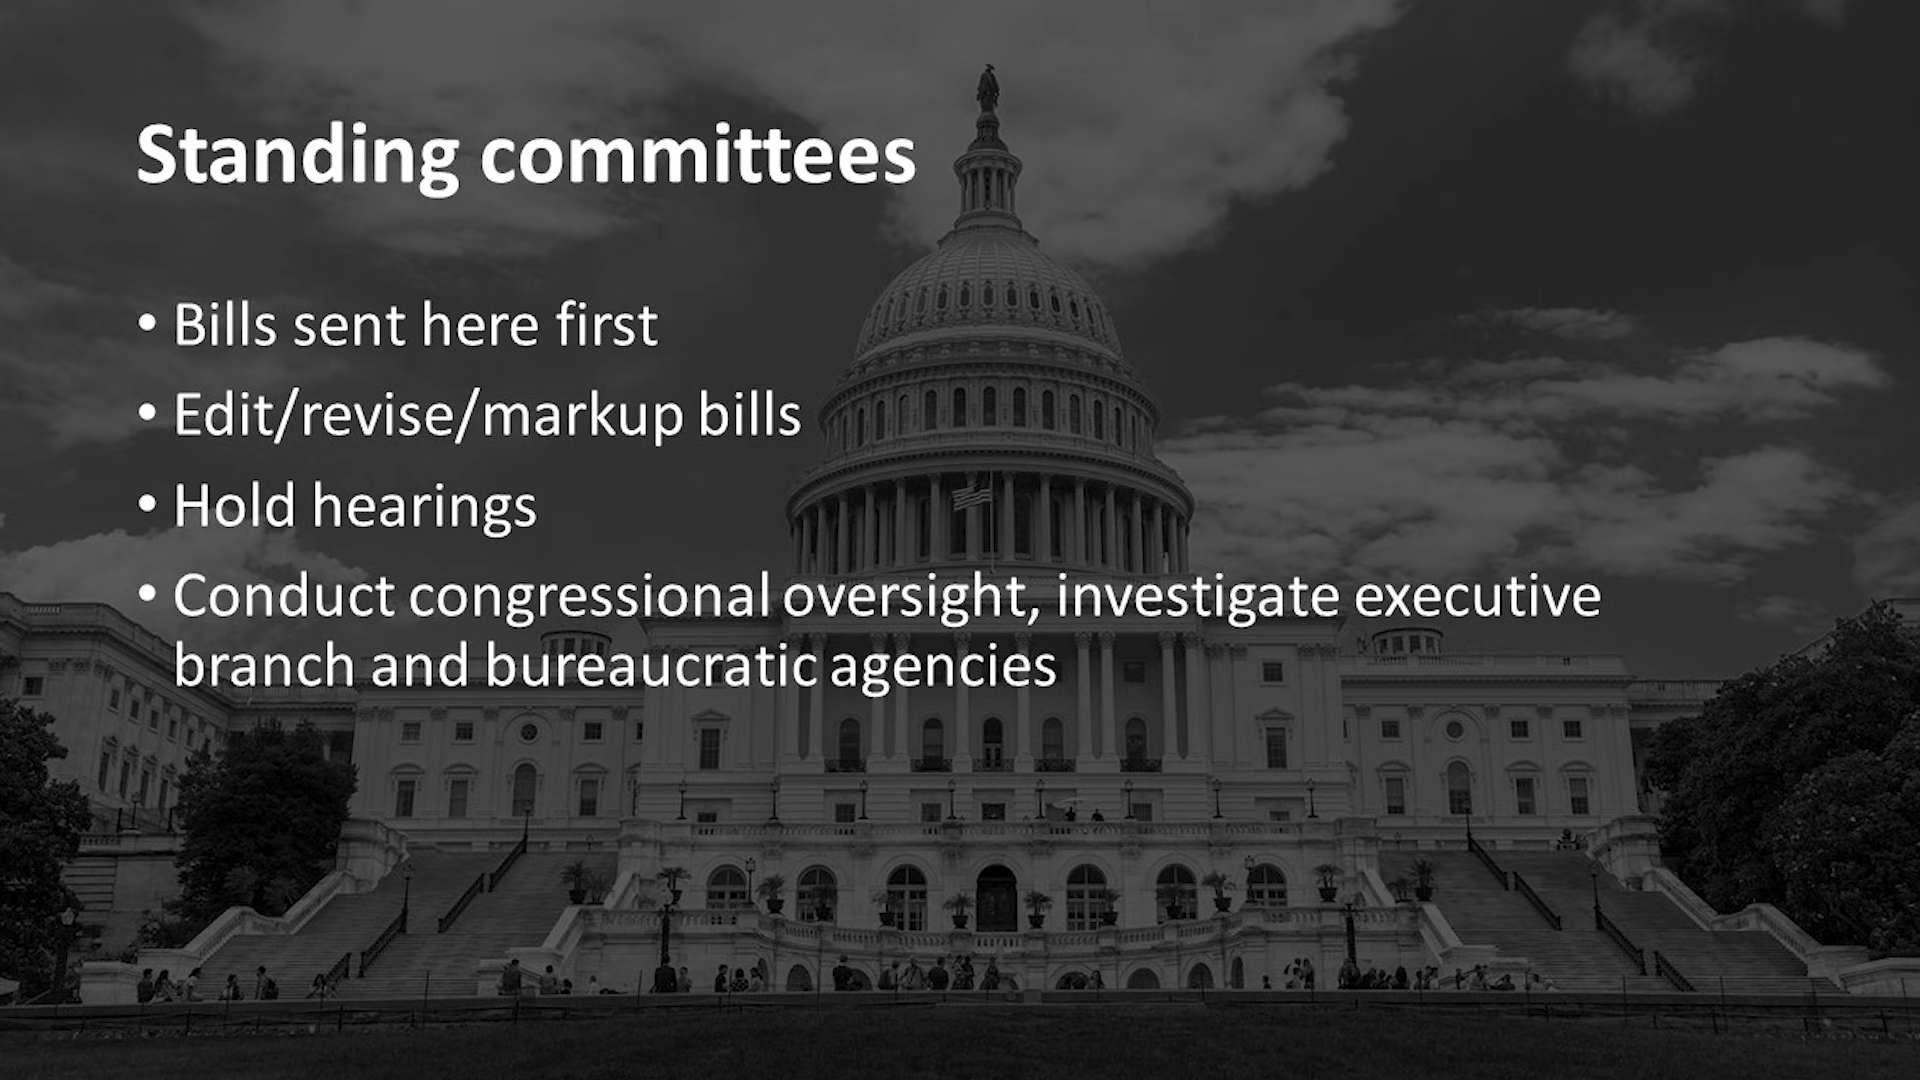 Standing committees
• Bills sent here first
• Edit/revise/markup bills
• Hold hearings
• Conduct congressional oversight, investigate executive
branch and bureaucratic agencies